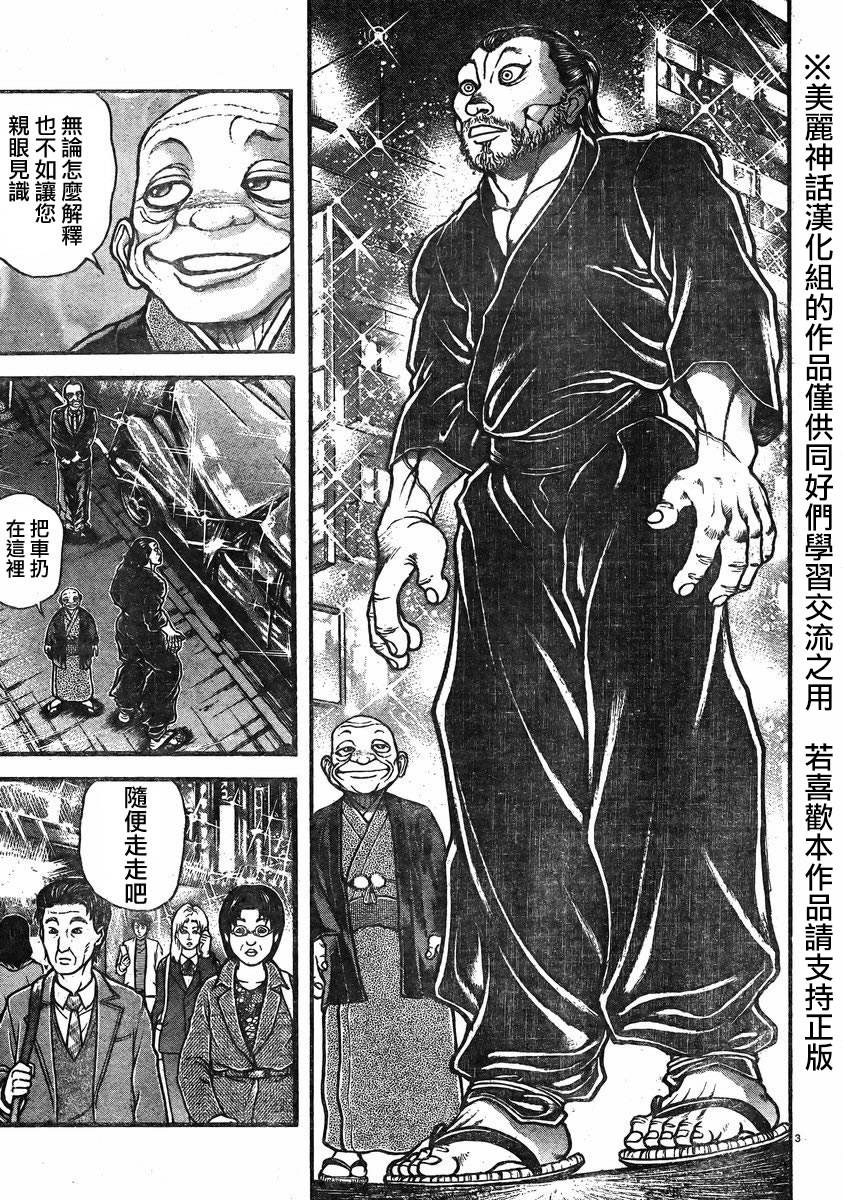 ※美麗神話漢化組的作品僅供同好們學習交流之用　若喜歡本作品請支持正版
無論怎麼解釋
也不如讓您
親眼見識
把車扔
在這裡
隨便走走吧
3